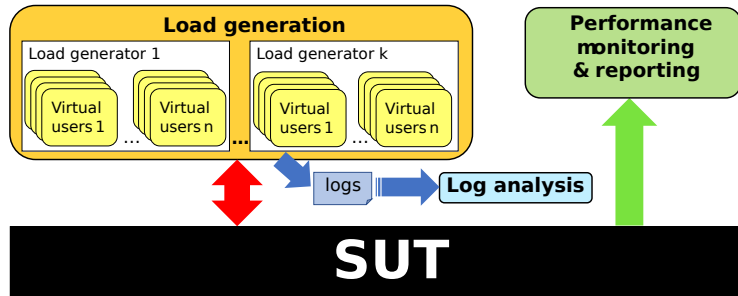 Load generation
Load generator 1
Virtual
users 1
...
Virtual
users n
...
Load generator k
Virtual
users 1
...
Virtual
users n
Performance
monitoring
& reporting
logs
Log analysis
SUT